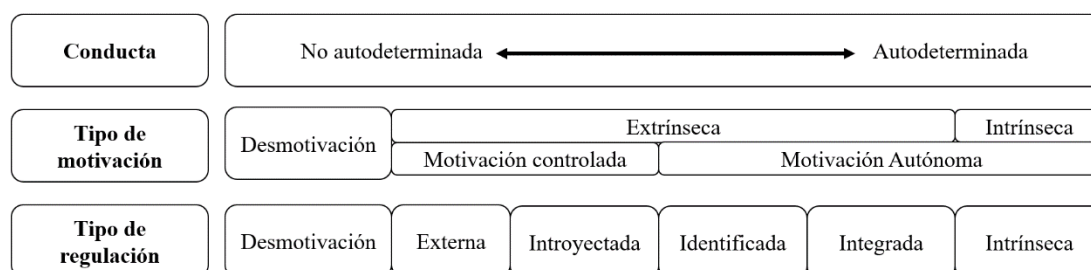 Conducta
No autodeterminada
Autodeterminada
Tipo de
motivación
Desmotivación
Extrínseca
Intrínseca
Motivación controlada
Motivación Autónoma
Tipo de
regulación
Desmotivación
Externa
Introyectada
Identificada
Integrada
Intrínseca